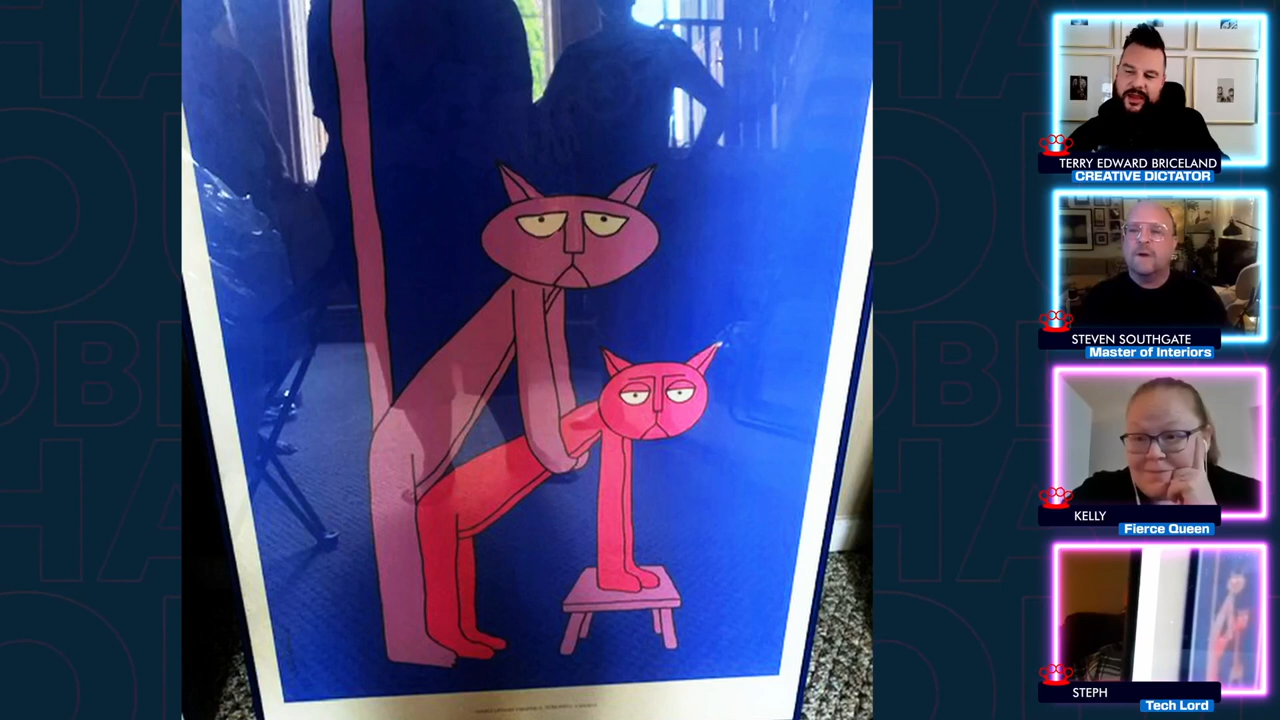 TERRY EDWARD BRICELAND
CREATIVE DICTATOR
STEVEN SOUTHGATE
Master of Interiors
KELLY
Fierce Queen
STEPH
Tech Lord